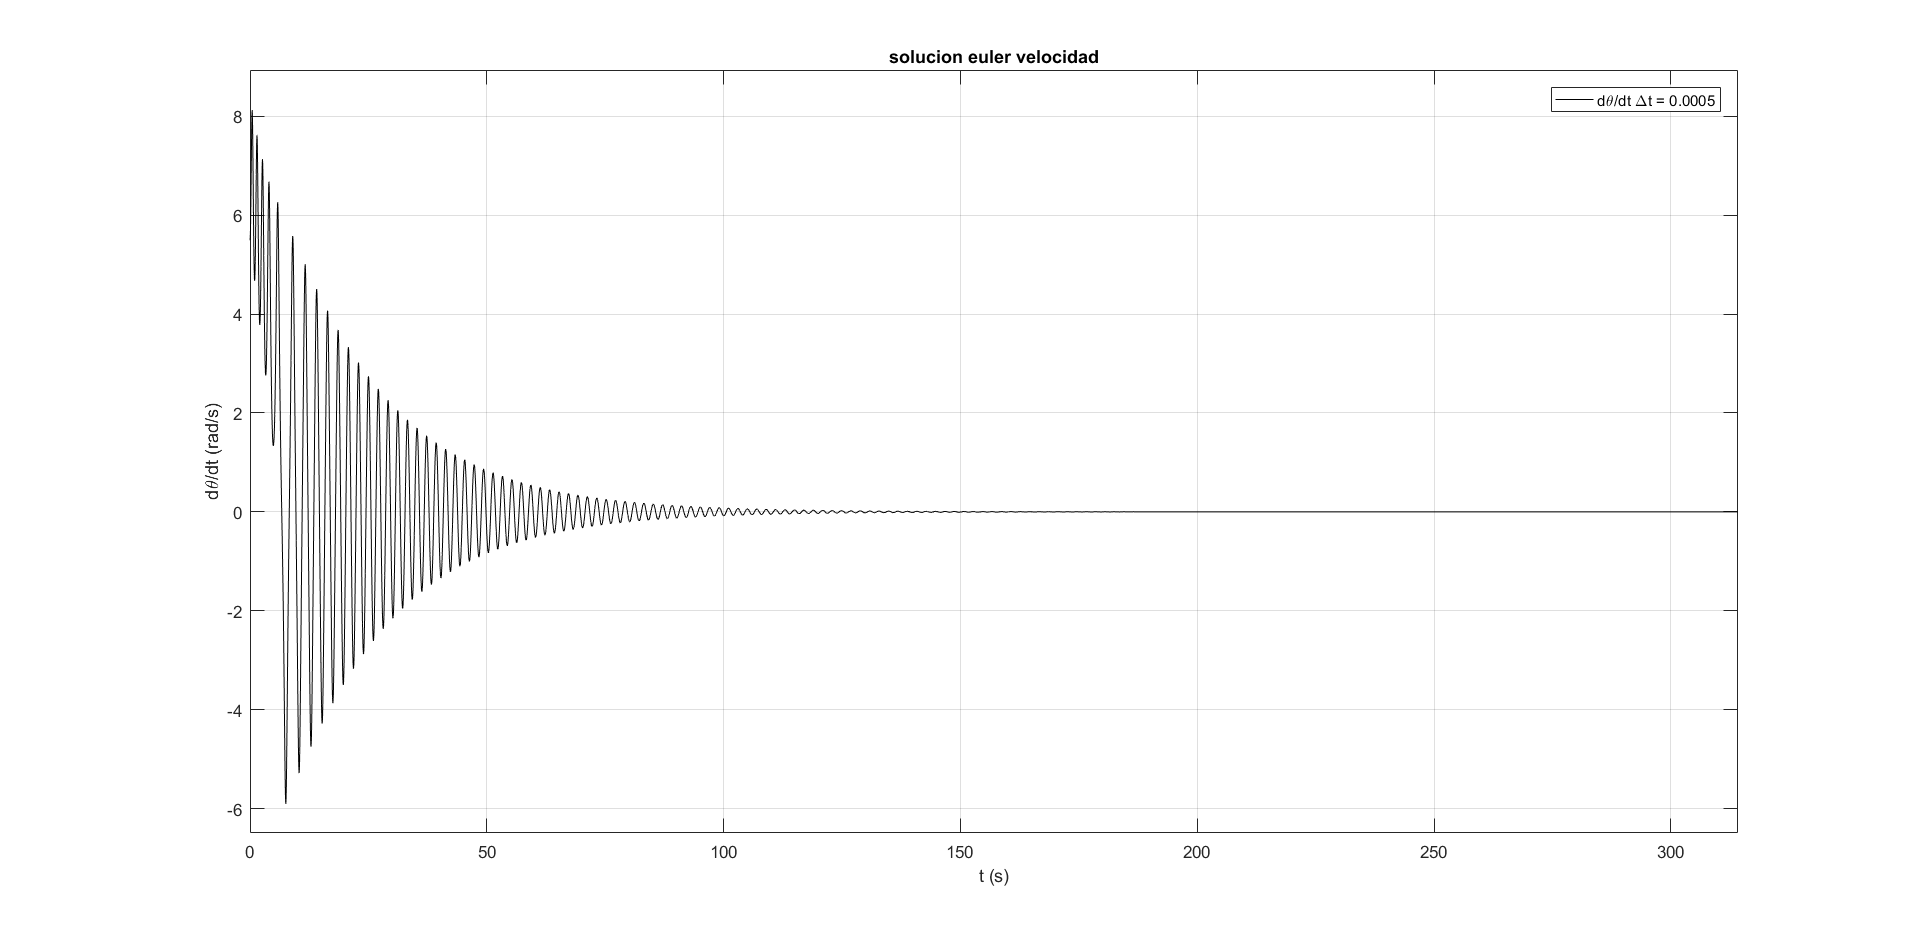 solucion euler velocidad
dθ/dt Δt = 0.0005
8
6
4
2
0
-2
-4
-6
dθ/dt (rad/s)
0 50 100 150 200 250 300
t (s)